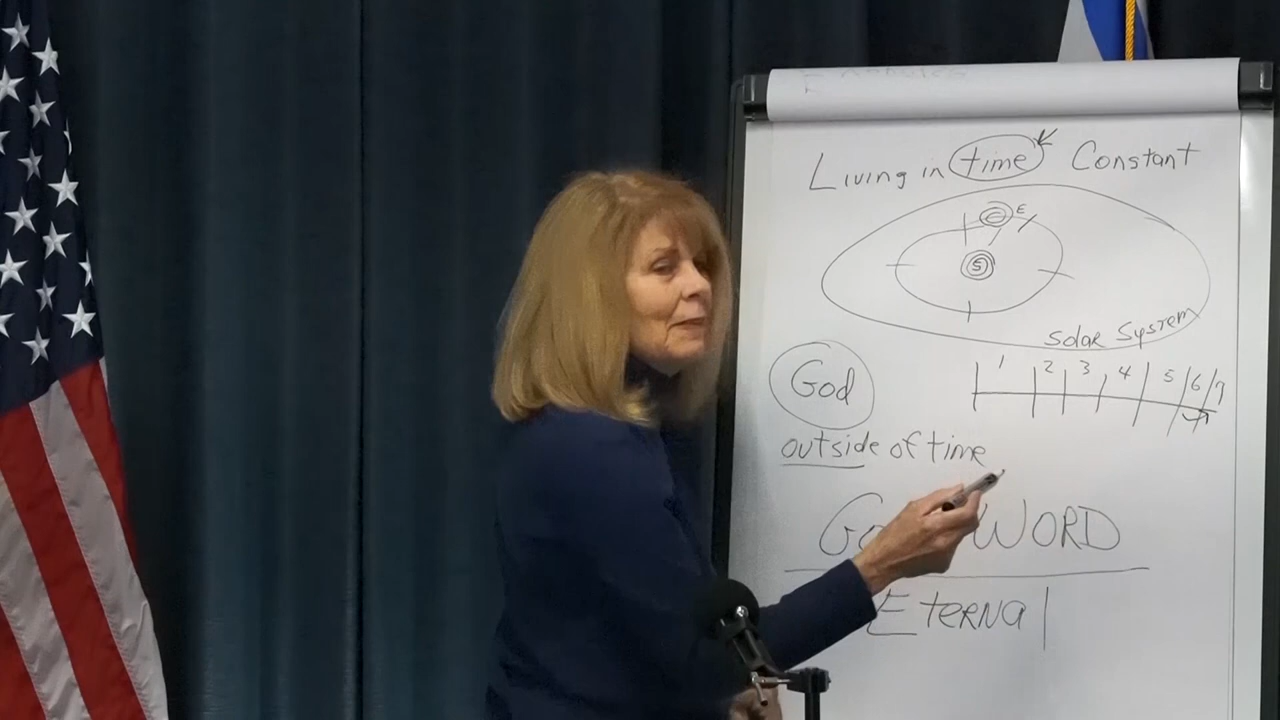 Living in time Constant
E
S
Solar System
God
1 2 3 4 5 6 7
outside of time
WORD
Eternal